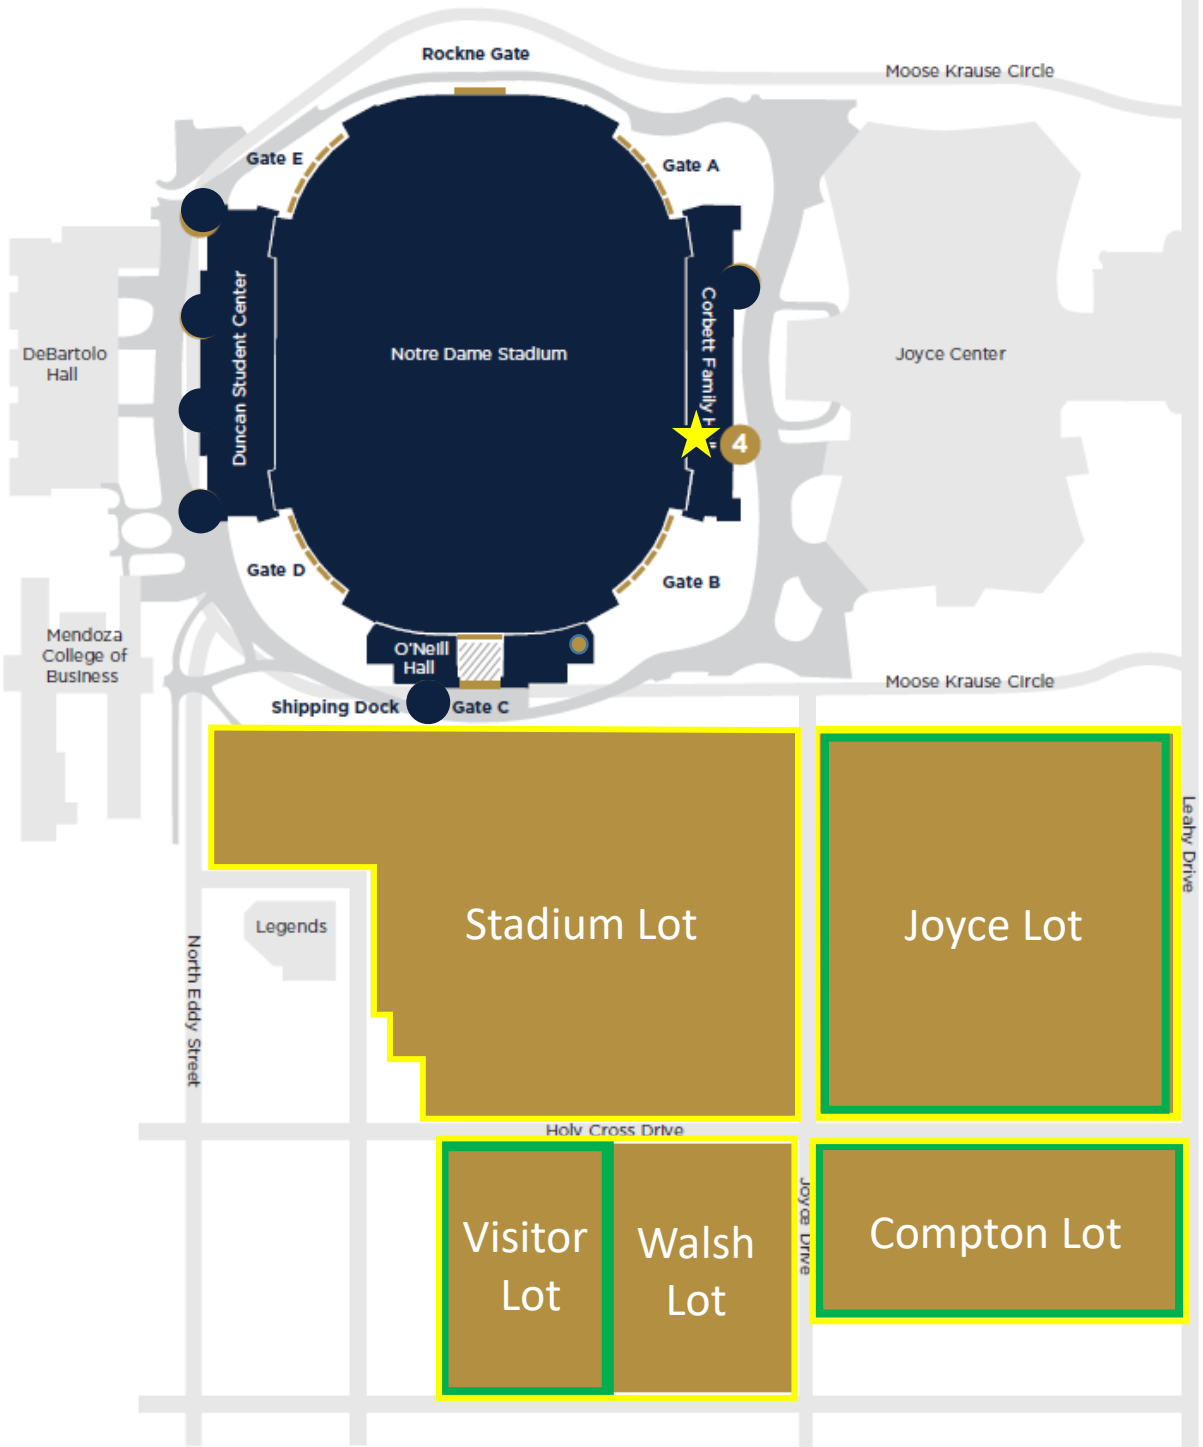 Rockne Gate
Moose Krause Circle
Gate E
Gate A
Duncan Student Center
Corbett Family H
DeBartolo
Hall
Notre Dame Stadium
Joyce Center
4
Gate D
Gate B
Mendoza
College of
Business
O'Neill
Hall
Moose Krause Circle
Shipping Dock
Gate C
Leahy Drive
Stadium Lot
Joyce Lot
Legends
North Eddy Street
Holy Cross Drive
Joyce Drive
Visitor
Lot
Walsh
Lot
Compton Lot